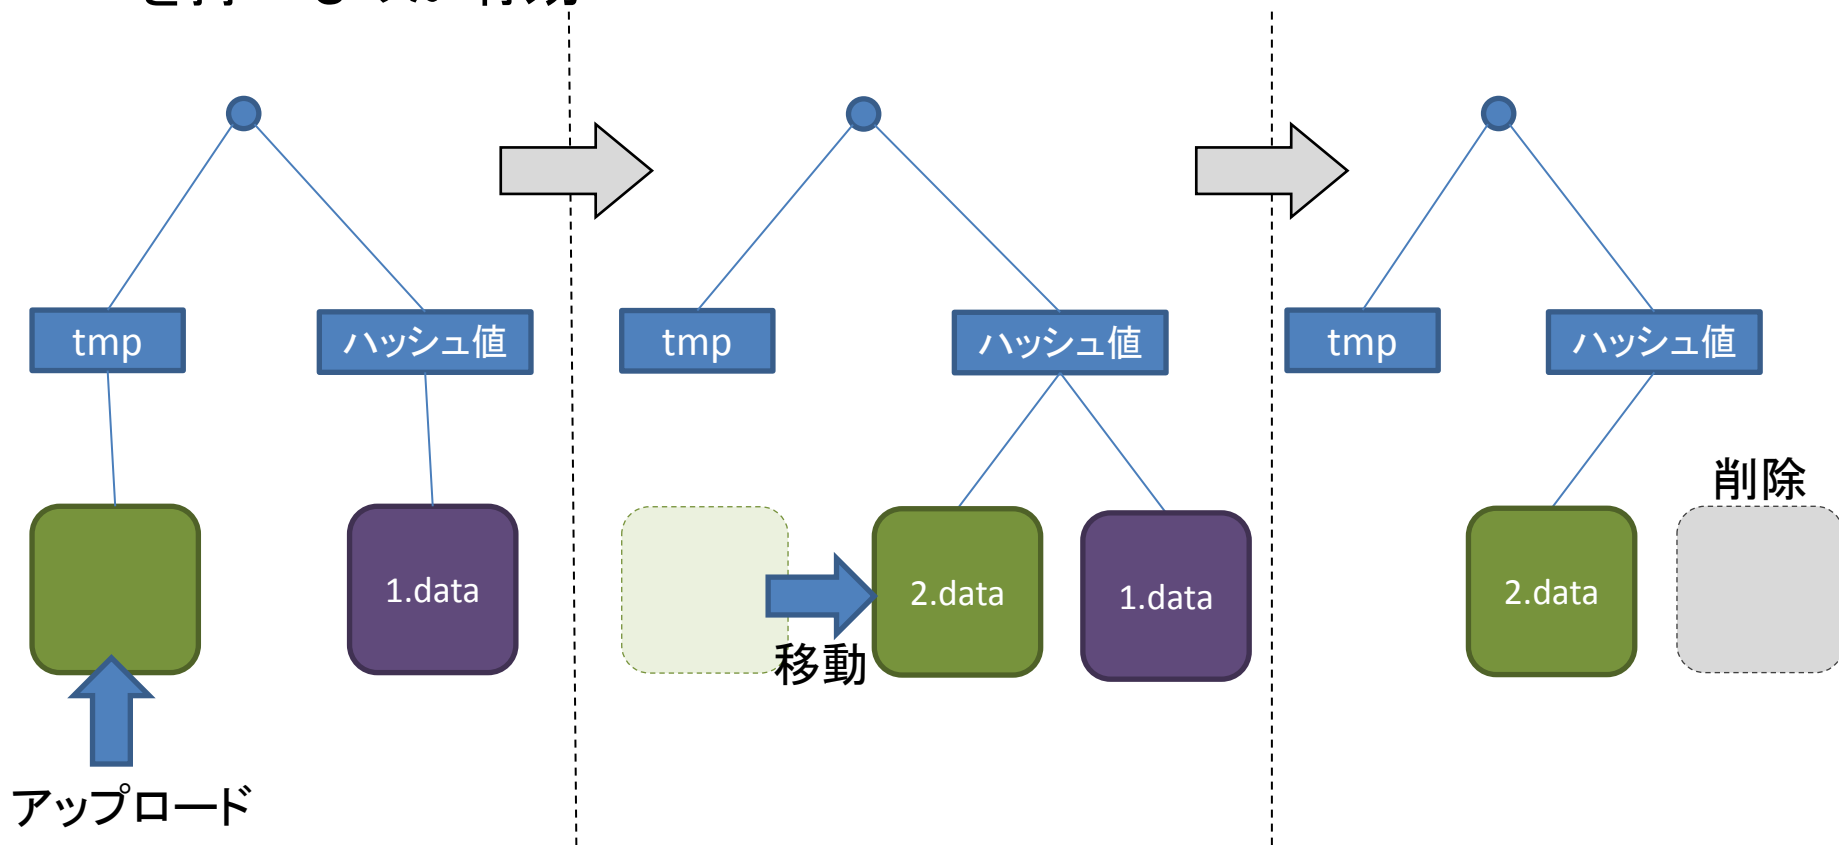 tmp
ハッシュ値
1.data
アップロード
tmp
ハッシュ値
2.data
1.data
移動
tmp
ハッシュ値
削除
2.data